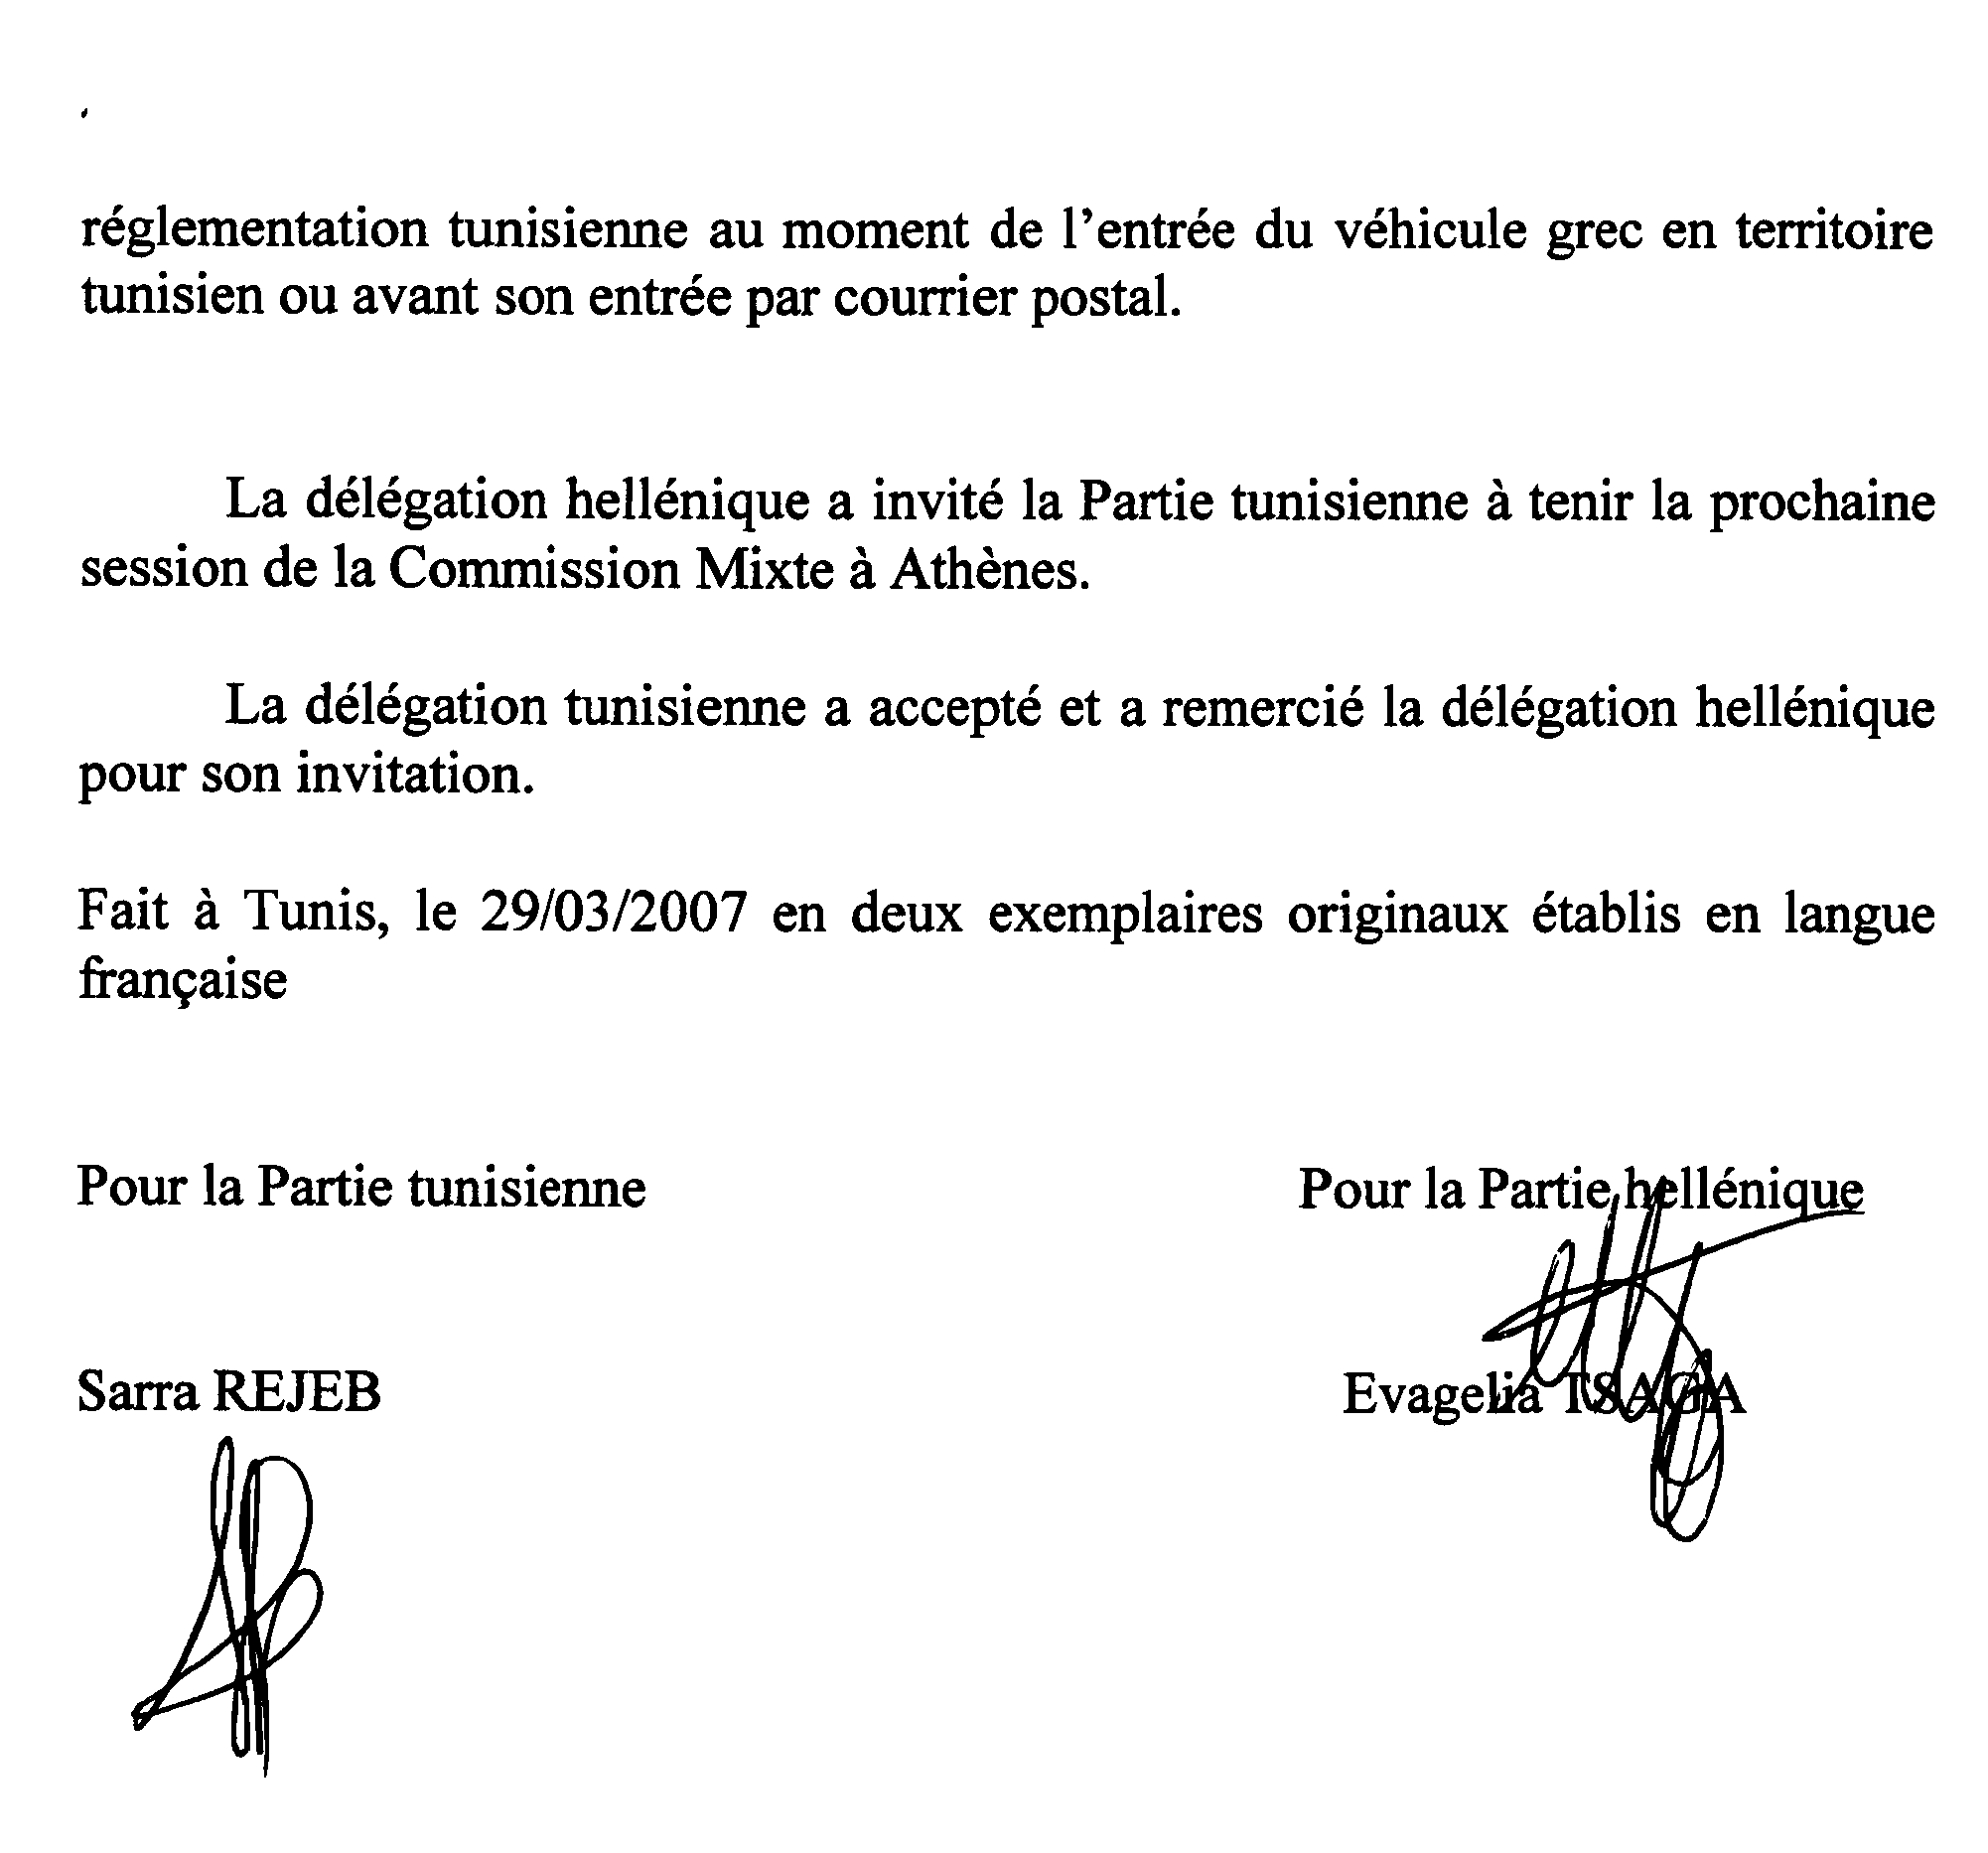 réglementation tunisienne au moment de l'entrée du véhicule grec en territoire
tunisien ou avant son entrée par courrier postal.
La délégation hellénique a invité la Partie tunisienne à tenir la prochaine
session de la Commission Mixte à Athènes.
La délégation tunisienne a accepté et a remercié la délégation hellénique
pour son invitation.
Fait à Tunis, le 29/03/2007 en deux exemplaires originaux établis en langue
française
Pour la Partie tunisienne
Pour la Partie hellénique
Sarra REJEB
Evagelia TSAGA